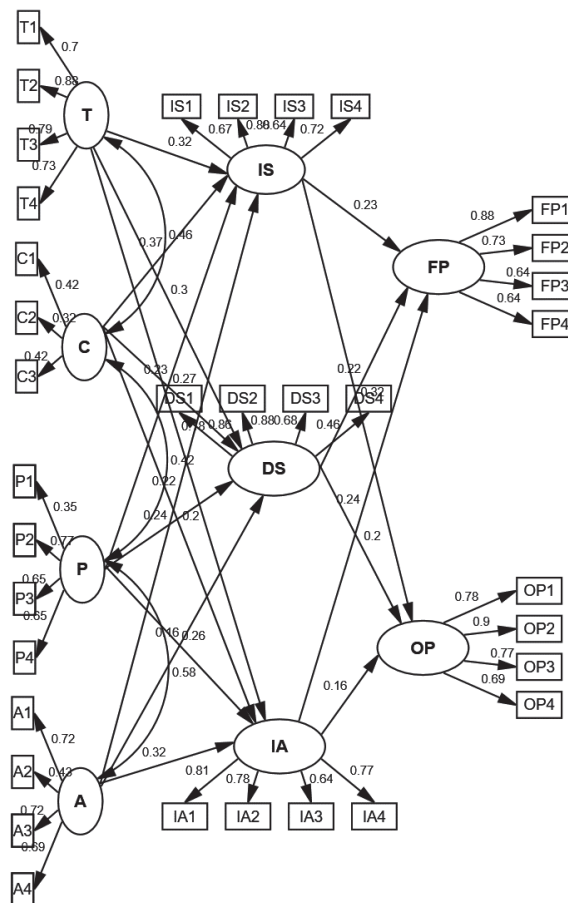 T1
0.7
T2
0.88
T
T3
0.79
T4
0.73
IS1
IS2
IS3
IS4
0.67
0.88
0.64
0.72
0.32
IS
0.23
FP1
0.88
FP2
0.73
FP
FP3
0.64
FP4
0.64
0.37
0.46
0.3
C1
0.42
C2
0.32
C
C3
0.42
0.23
0.27
0.22
0.32
DS1
DS2
DS3
DS4
0.86
0.88
0.68
0.46
DS
0.42
0.22
0.24
0.2
0.24
0.2
P1
0.35
P2
0.77
P
P3
0.65
P4
0.65
0.16
0.26
0.58
OP1
0.78
OP2
0.9
OP
OP3
0.77
OP4
0.69
0.16
A1
0.72
A2
0.43
A
A3
0.72
A4
0.69
0.32
IA
0.81
0.78
0.64
0.77
IA1
IA2
IA3
IA4